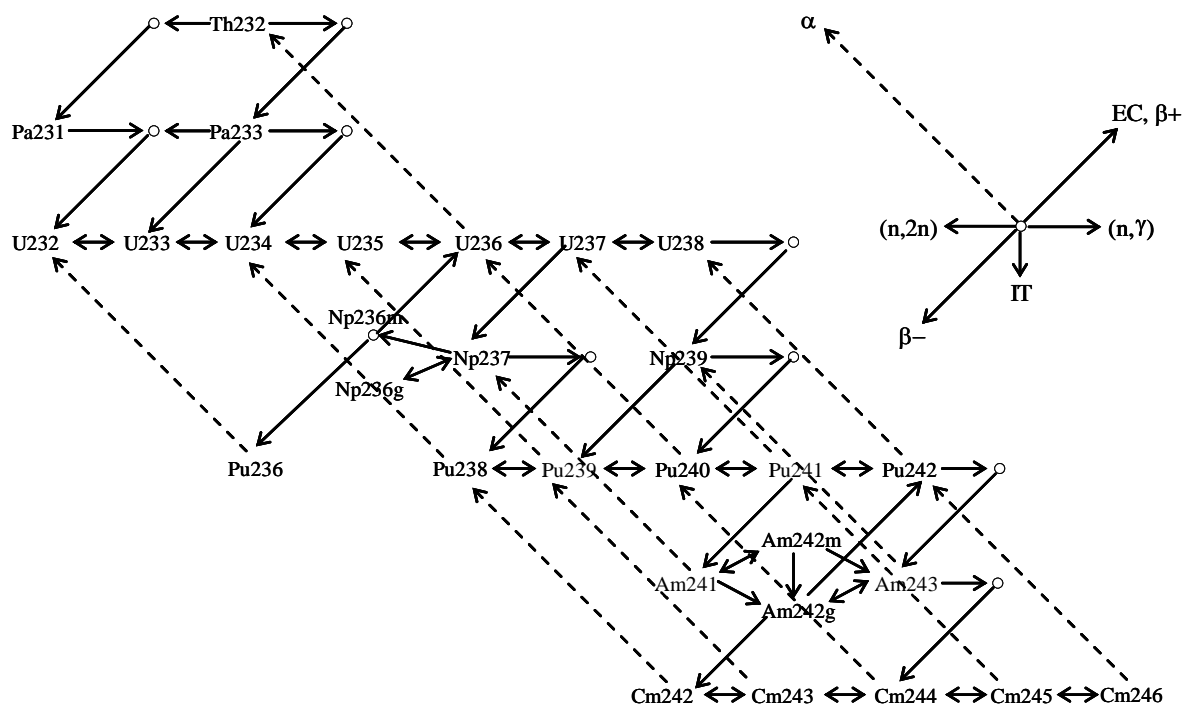 Th232
α
EC, β+
Pa231 Pa233
(n,2n) (n,γ)
U232 U233 U234 U235 U236 U237 U238
IT
Np236m
β−
Np237 Np239
Np236g
Pu236 Pu238 Pu239 Pu240 Pu241 Pu242
Am242m
Am241 Am243
Am242g
Cm242 Cm243 Cm244 Cm245 Cm246